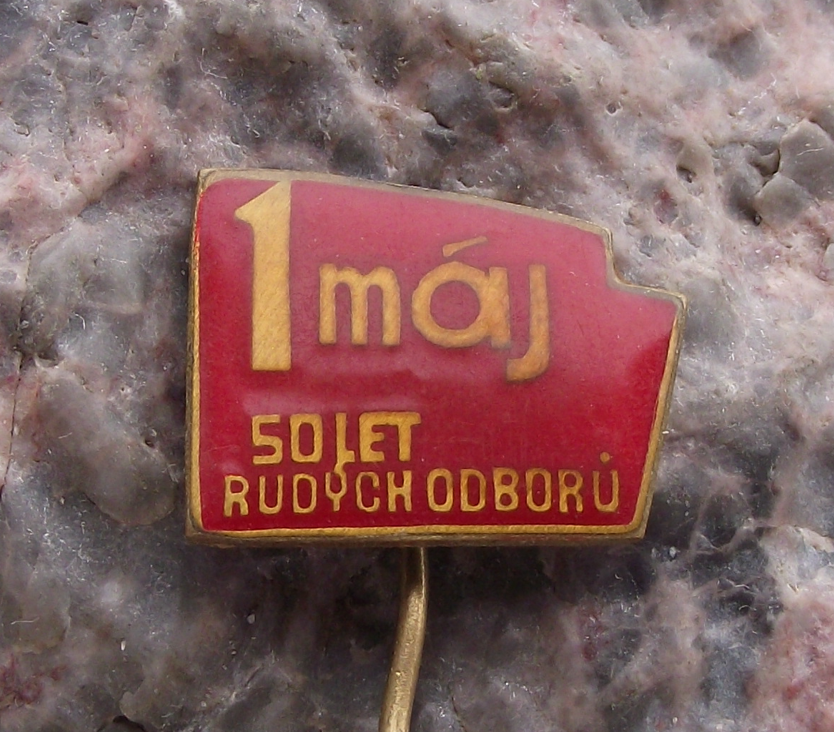 1 máj
50 LET
RUDÝCH ODBORŮ